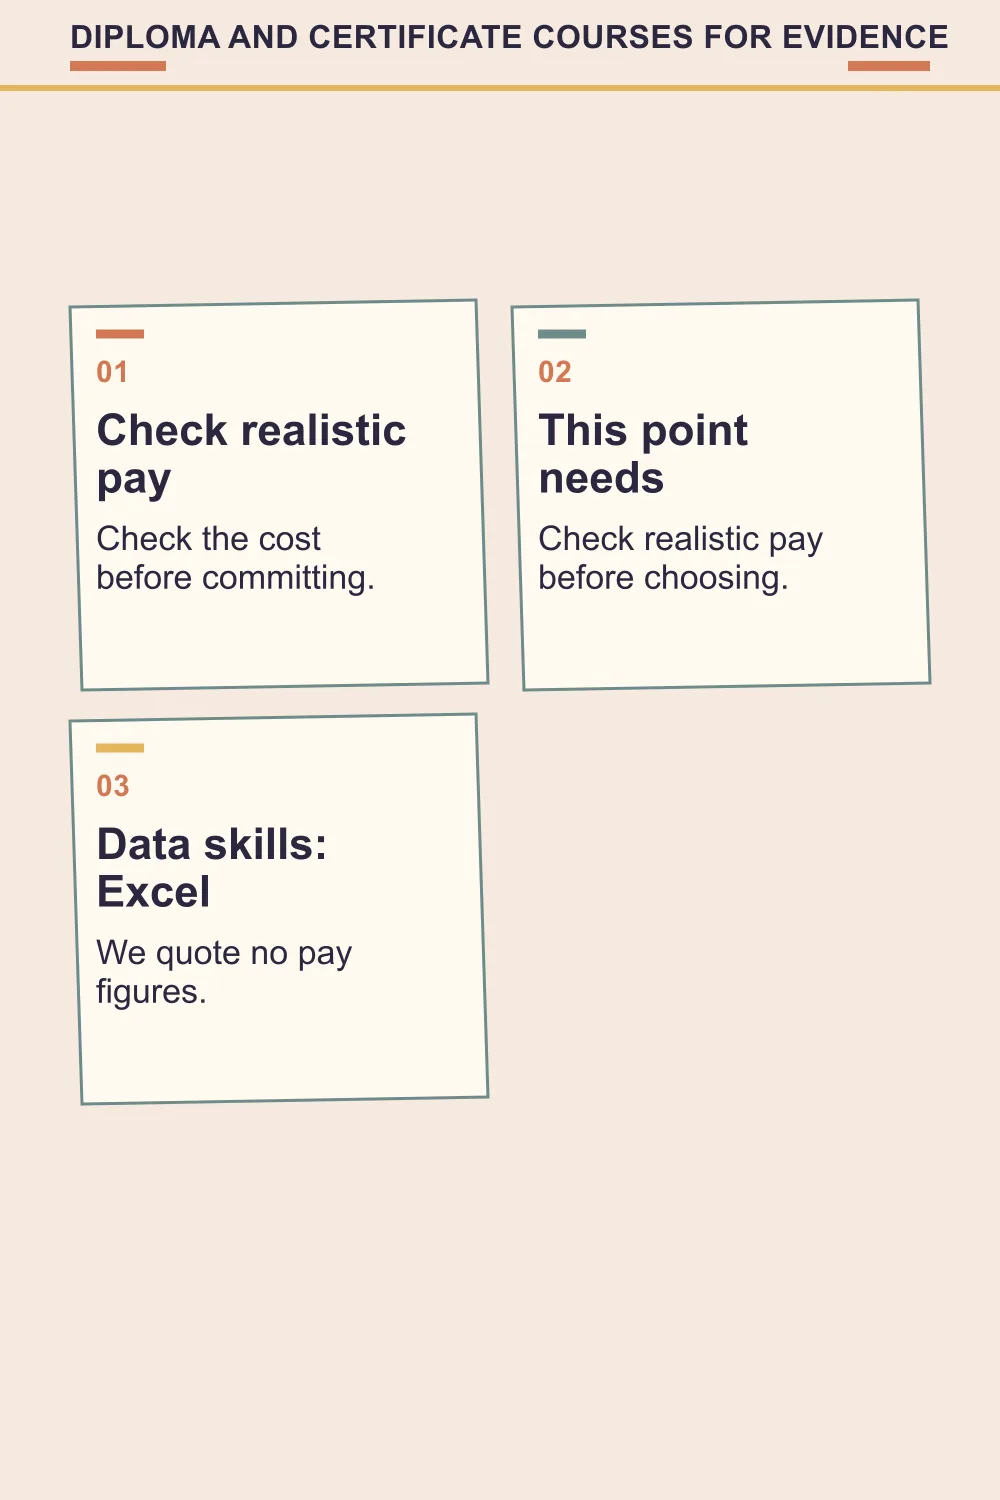 DIPLOMA AND CERTIFICATE COURSES FOR EVIDENCE
01
Check realistic
pay
Check the cost
before committing.
02
This point
needs
Check realistic pay
before choosing.
03
Data skills:
Excel
We quote no pay
figures.